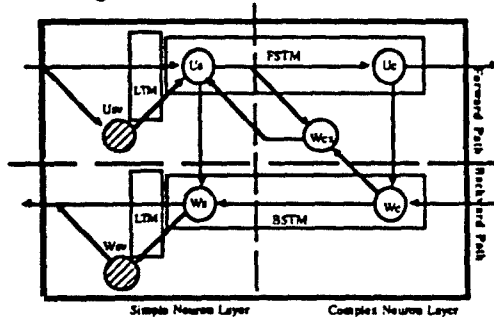 FSTM
Us
Uc
LTM
Usv
Wcs
Forward Path
Backward Path
LTM
Ws
Wc
BSTM
Wsv
Simple Neuron Layer
Complex Neuron Layer